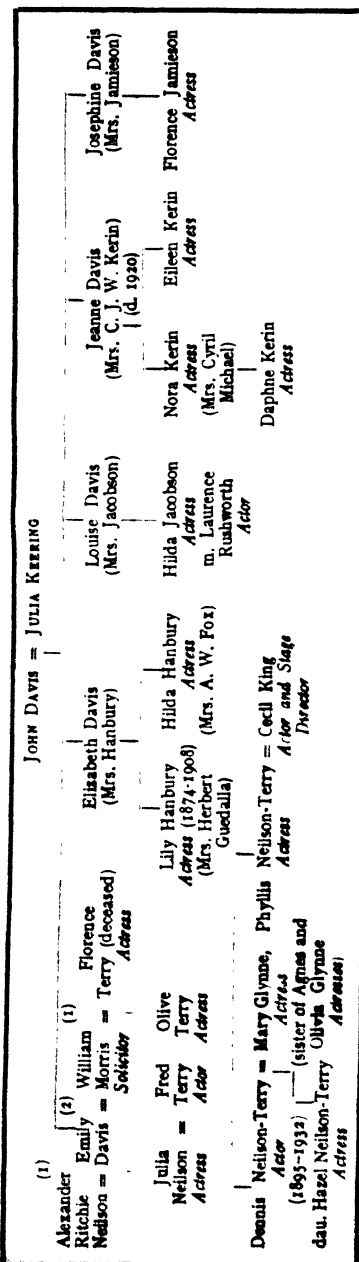 JOHN DAVIS = JULIA KEERING
(1) (2) (1)
Alexander
Ritchie Emily William Florence
Neilson = Davis = Morris = Terry (deceased)
Solicitor Actress
Elisabeth Davis
(Mrs. Hanbury)
Louise Davis
(Mrs. Jacobson)
Jeanne Davis
(Mrs. C. J. W. Kerin)
(d. 1920)
Josephine Davis
(Mrs. Jamieson)
Julia Fred Olive
Neilson = Terry Terry
Actress Actor Actress
Lily Hanbury
Actress (1874-1908)
(Mrs. Herbert
Guedalla)
Hilda Hanbury
Actress
(Mrs. A. W. Fox)
Hilda Jacobson
Actress
m. Laurence
Rushworth
Actor
Nora Kerin
Actress
(Mrs. Cyril
Michael)
Eileen Kerin
Actress
Florence Jamieson
Actress
Dennis Neilson-Terry = Mary Glynne, Phyllis Neilson-Terry = Cecil King
Actor Actress Actress Actor and Stage
Director
(1895-1932) (sister of Agnes and
dau. Hazel Neilson-Terry Olivia Glynne
Actress Actresses)
Daphne Kerin
Actress